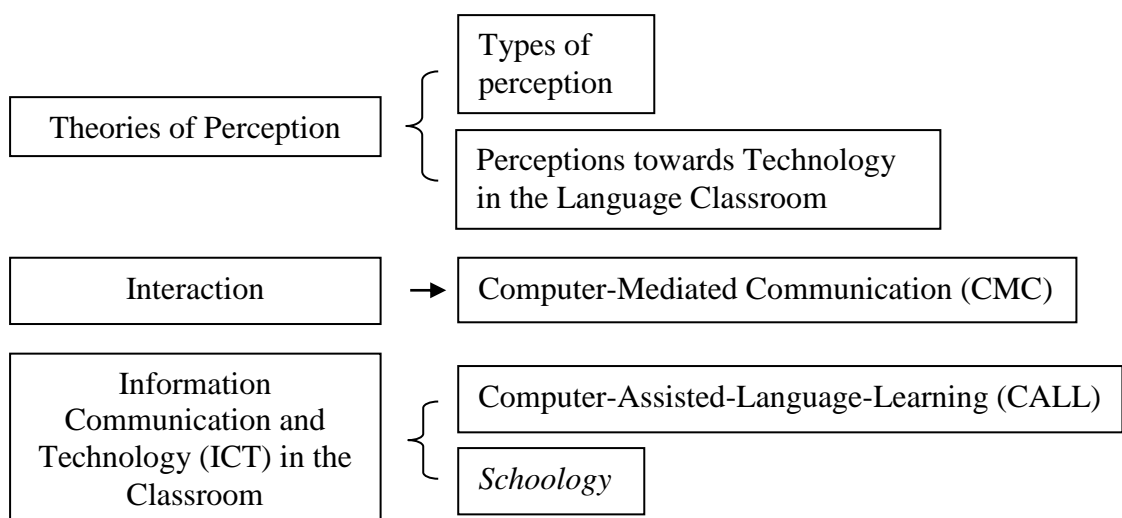 Types of
perception
Theories of Perception
Perceptions towards Technology
in the Language Classroom
Interaction
Computer-Mediated Communication (CMC)
Information
Communication and
Technology (ICT) in the
Classroom
Computer-Assisted-Language-Learning (CALL)
Schoology